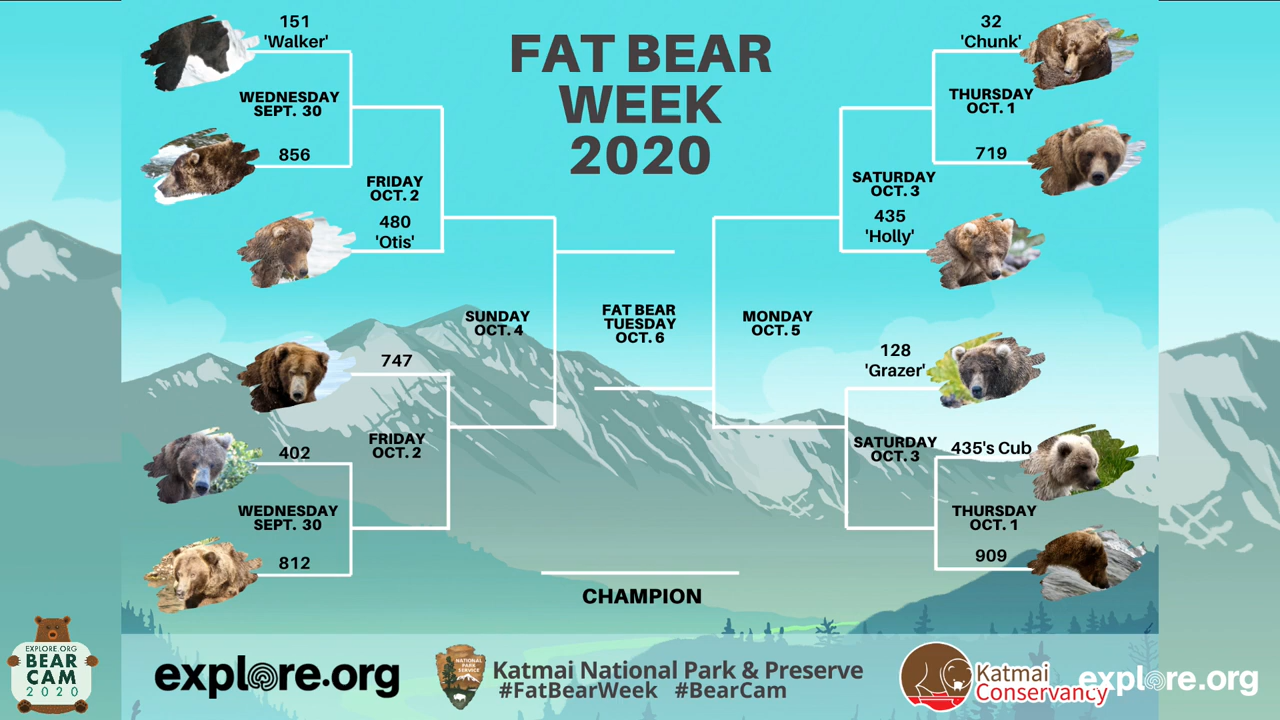 FAT BEAR
WEEK
2020
151
'Walker'
WEDNESDAY
SEPT. 30
856
FRIDAY
OCT. 2
480
'Otis'
SUNDAY
OCT. 4
747
402
FRIDAY
OCT. 2
WEDNESDAY
SEPT. 30
812
FAT BEAR
TUESDAY
OCT. 6
32
'Chunk'
THURSDAY
OCT. 1
719
SATURDAY
OCT. 3
435
'Holly'
MONDAY
OCT. 5
128
'Grazer'
SATURDAY
OCT. 3
435's Cub
THURSDAY
OCT. 1
909
CHAMPION
EXPLORE.ORG
BEAR
CAM
2020
explore.org
NATIONAL
PARK
SERVICE
Katmai National Park & Preserve
#FatBearWeek #BearCam
Katmai
Conservancy
explore.org